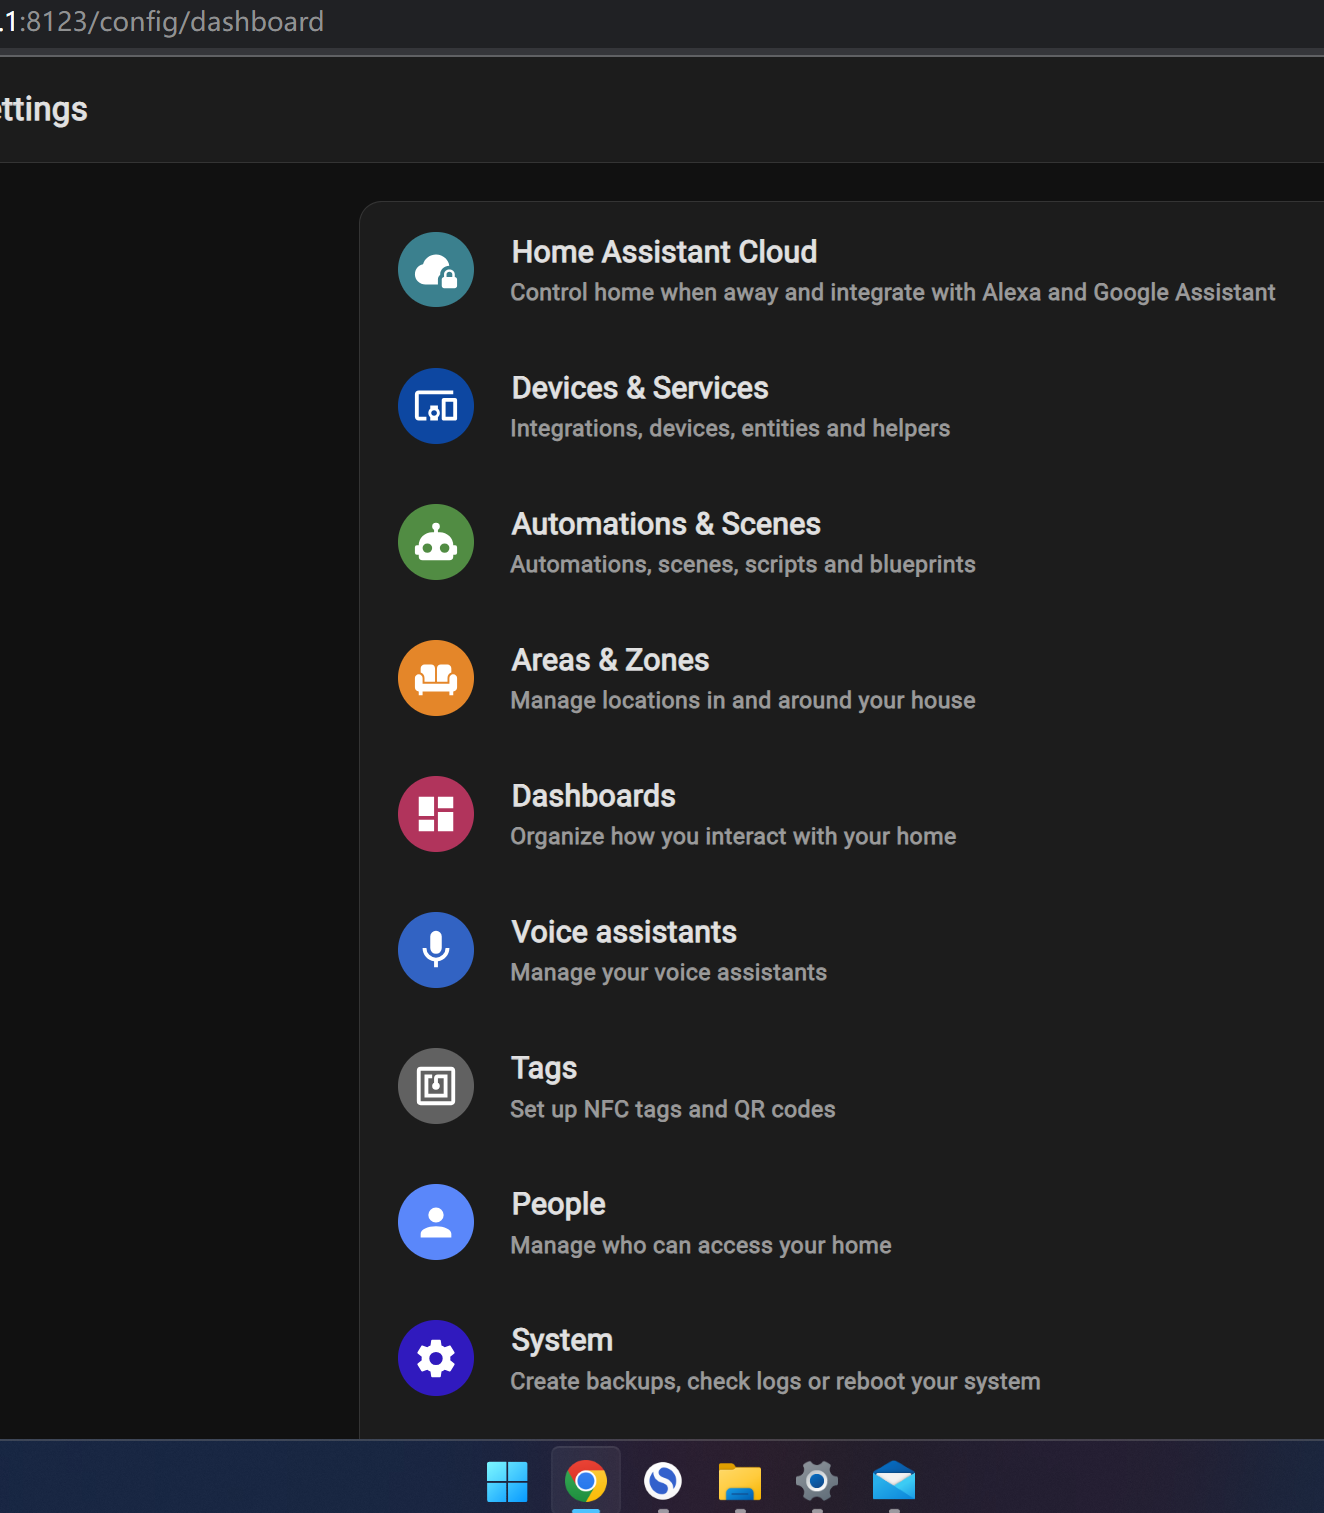 .1:8123/config/dashboard
ettings
Home Assistant Cloud
Control home when away and integrate with Alexa and Google Assistant
Devices & Services
Integrations, devices, entities and helpers
Automations & Scenes
Automations, scenes, scripts and blueprints
Areas & Zones
Manage locations in and around your house
Dashboards
Organize how you interact with your home
Voice assistants
Manage your voice assistants
Tags
Set up NFC tags and QR codes
People
Manage who can access your home
System
Create backups, check logs or reboot your system